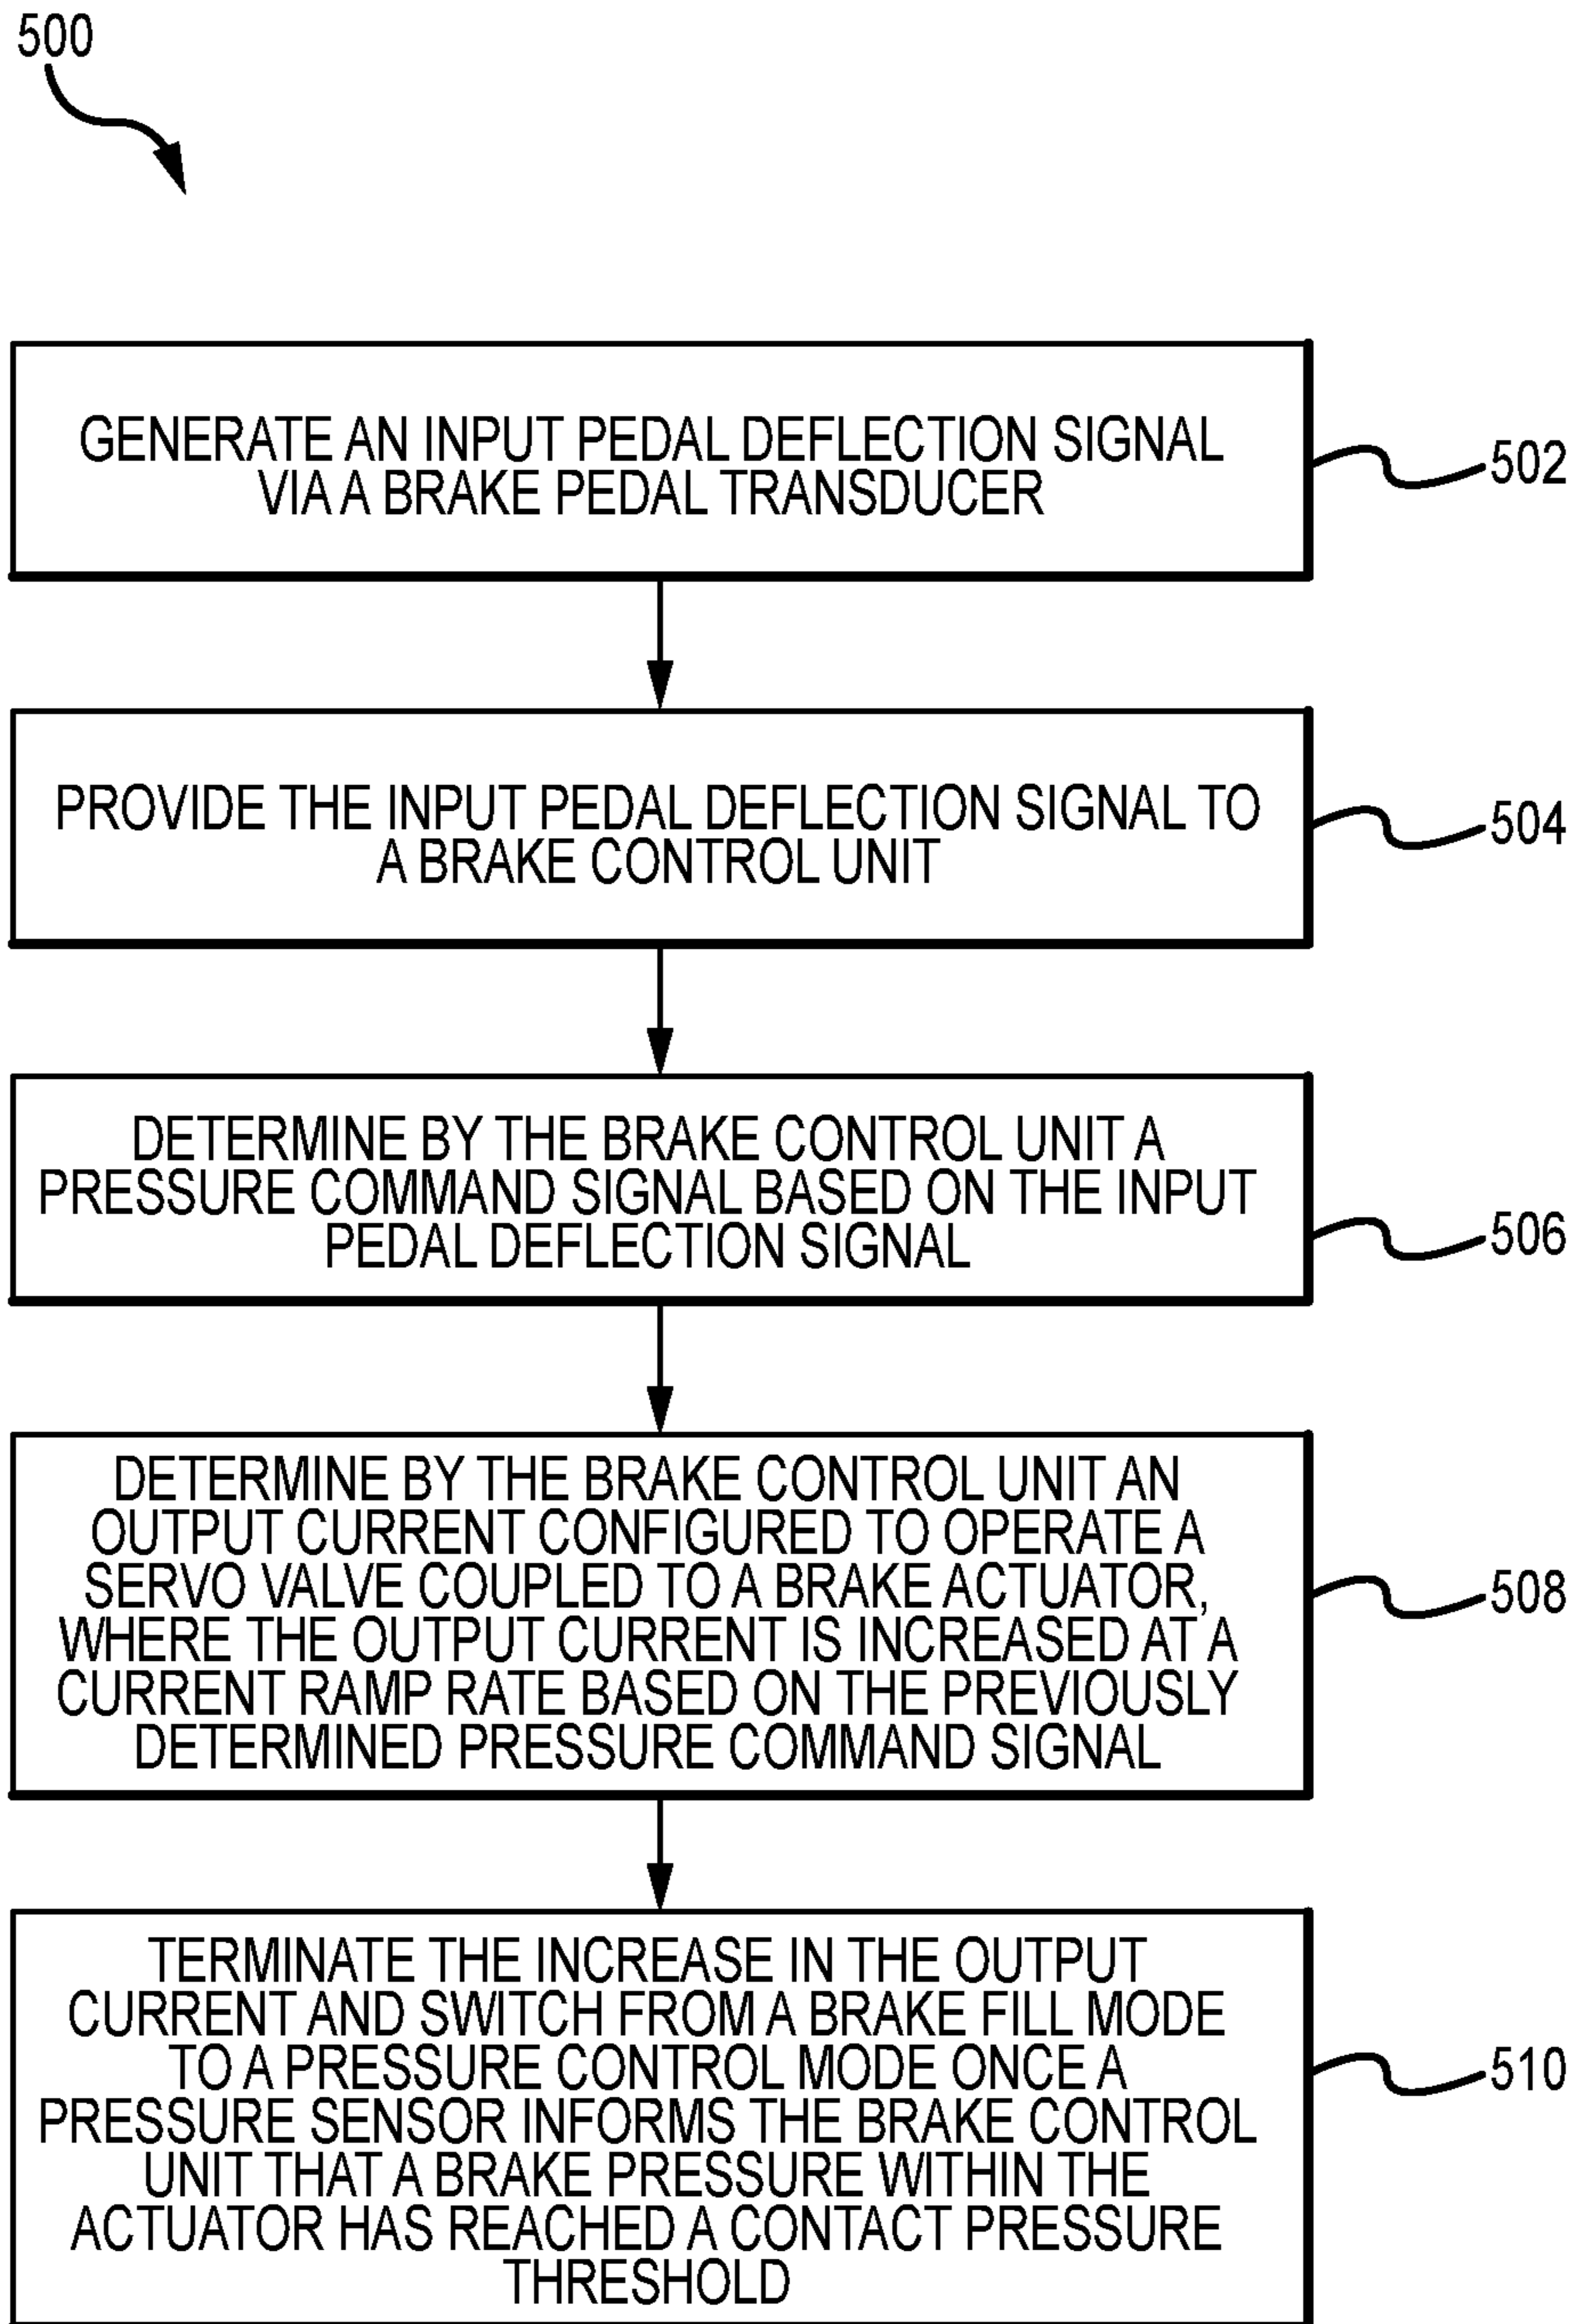 500
GENERATE AN INPUT PEDAL DEFLECTION SIGNAL
VIA A BRAKE PEDAL TRANSDUCER
502
PROVIDE THE INPUT PEDAL DEFLECTION SIGNAL TO
A BRAKE CONTROL UNIT
504
DETERMINE BY THE BRAKE CONTROL UNIT A
PRESSURE COMMAND SIGNAL BASED ON THE INPUT
PEDAL DEFLECTION SIGNAL
506
DETERMINE BY THE BRAKE CONTROL UNIT AN
OUTPUT CURRENT CONFIGURED TO OPERATE A
SERVO VALVE COUPLED TO A BRAKE ACTUATOR,
WHERE THE OUTPUT CURRENT IS INCREASED AT A
CURRENT RAMP RATE BASED ON THE PREVIOUSLY
DETERMINED PRESSURE COMMAND SIGNAL
508
TERMINATE THE INCREASE IN THE OUTPUT
CURRENT AND SWITCH FROM A BRAKE FILL MODE
TO A PRESSURE CONTROL MODE ONCE A
PRESSURE SENSOR INFORMS THE BRAKE CONTROL
UNIT THAT A BRAKE PRESSURE WITHIN THE
ACTUATOR HAS REACHED A CONTACT PRESSURE
THRESHOLD
510